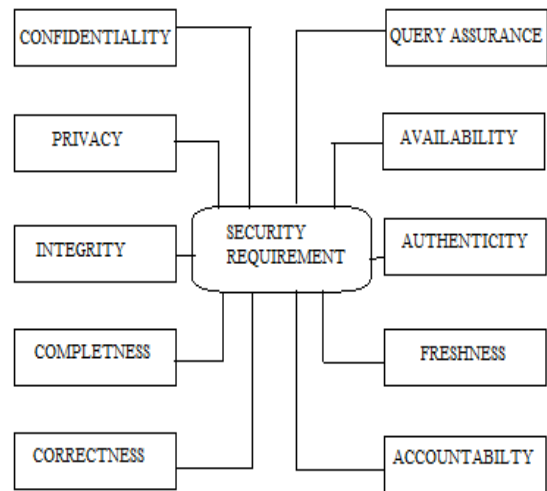 CONFIDENTIALITY
QUERY ASSURANCE
PRIVACY
AVAILABILITY
INTEGRITY
SECURITY
REQUIREMENT
AUTHENTICITY
COMPLETNESS
FRESHNESS
CORRECTNESS
ACCOUNTABILTY